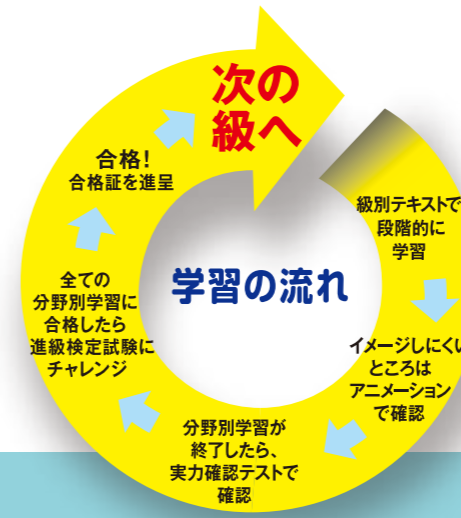 学習の流れ
級別テキストで
段階的に
学習
イメージしにくい
ところは
アニメーション
で確認
分野別学習が
終了したら、
実力確認テストで
確認
全ての
分野別学習に
合格したら
進級検定試験に
チャレンジ
合格!
合格証を進呈
次の
級へ